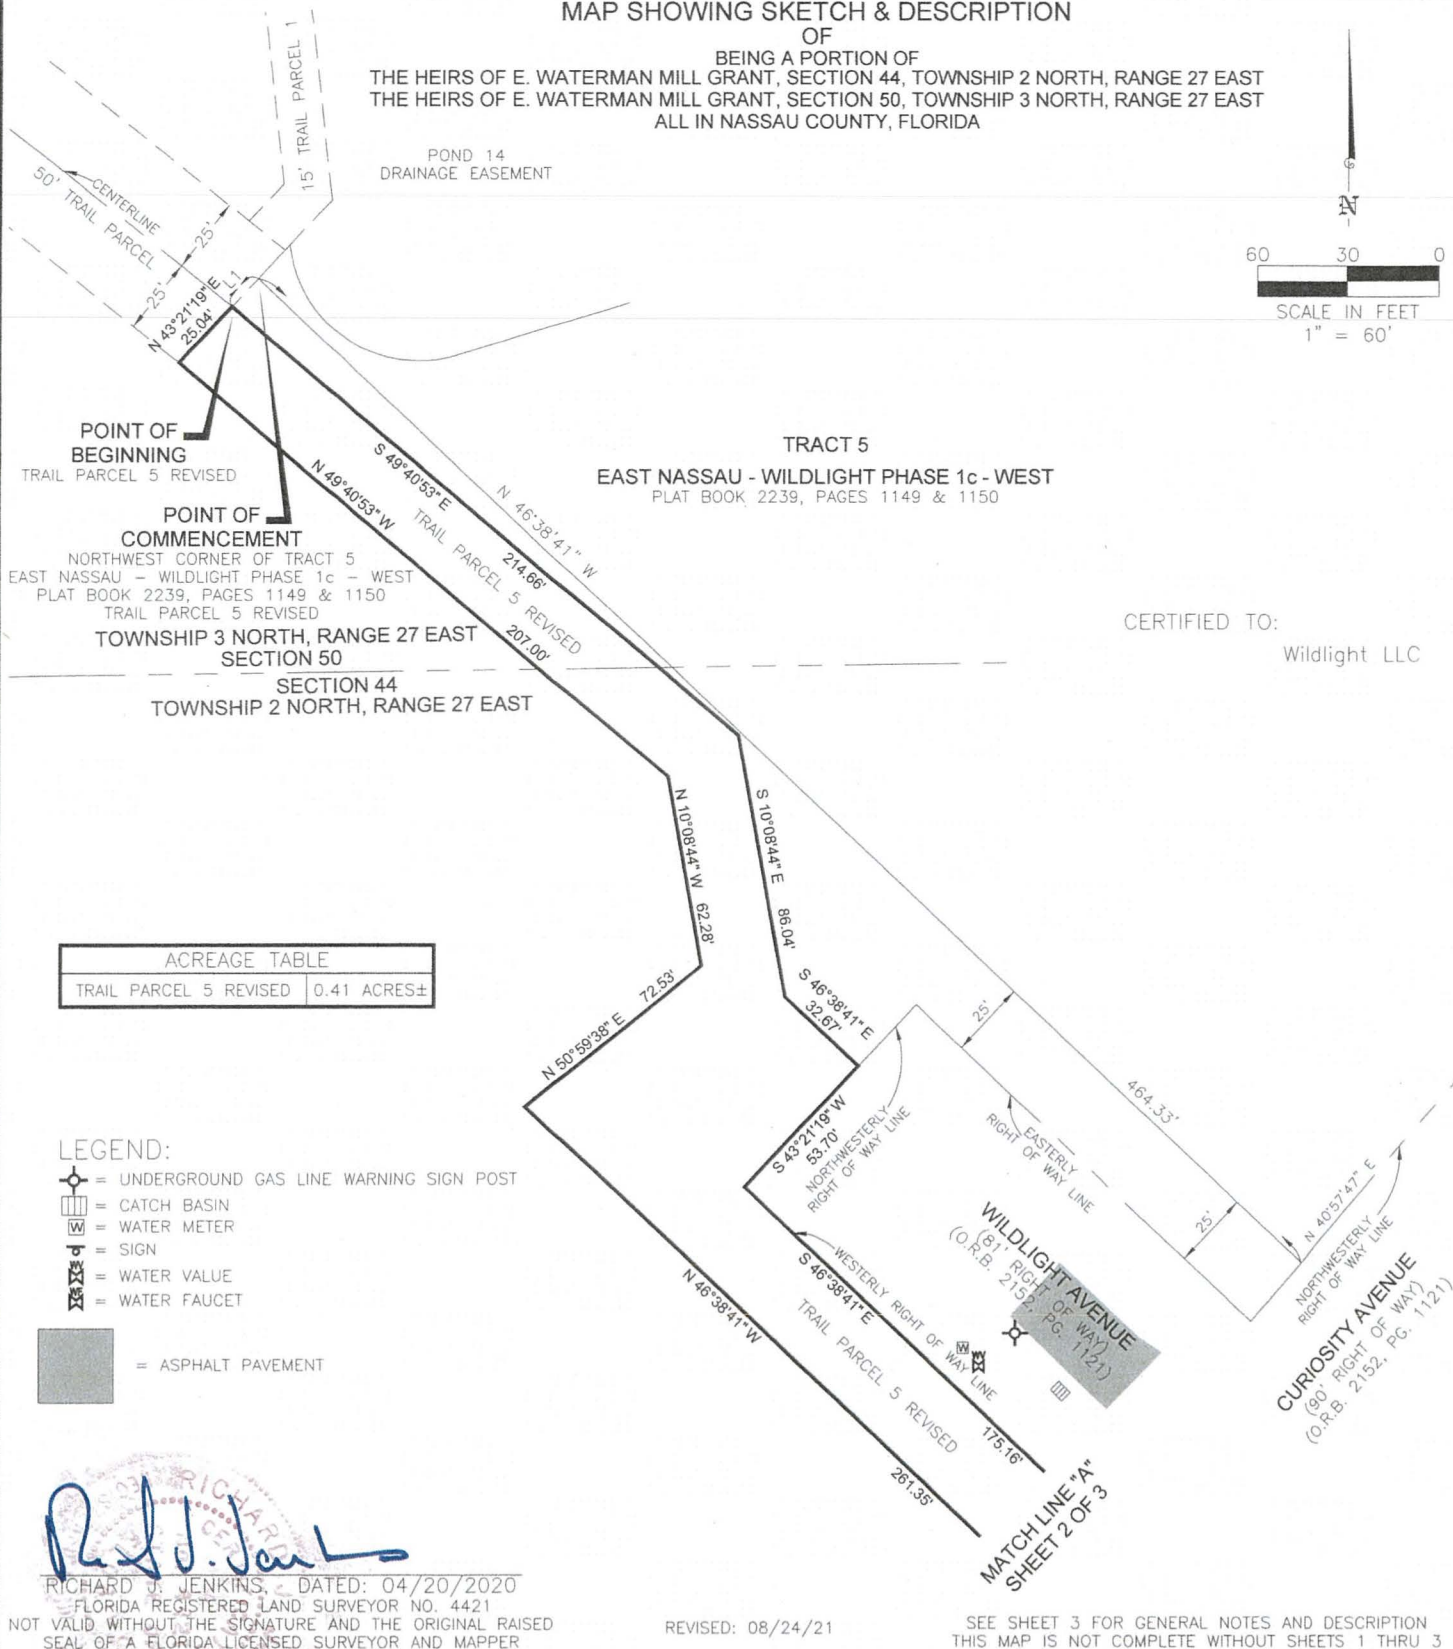 MAP SHOWING SKETCH & DESCRIPTION
OF
BEING A PORTION OF
THE HEIRS OF E. WATERMAN MILL GRANT, SECTION 44, TOWNSHIP 2 NORTH, RANGE 27 EAST
THE HEIRS OF E. WATERMAN MILL GRANT, SECTION 50, TOWNSHIP 3 NORTH, RANGE 27 EAST
ALL IN NASSAU COUNTY, FLORIDA
15' TRAIL PARCEL 1
POND 14
DRAINAGE EASEMENT
CENTERLINE
50' TRAIL PARCEL
25'
25'
L1
N 43°21'19" E
25.04'
N
60 30 0
SCALE IN FEET
1" = 60'
POINT OF
BEGINNING
TRAIL PARCEL 5 REVISED
POINT OF
COMMENCEMENT
NORTHWEST CORNER OF TRACT 5
EAST NASSAU - WILDLIGHT PHASE 1c - WEST
PLAT BOOK 2239, PAGES 1149 & 1150
TRAIL PARCEL 5 REVISED
TOWNSHIP 3 NORTH, RANGE 27 EAST
SECTION 50
SECTION 44
TOWNSHIP 2 NORTH, RANGE 27 EAST
S 49°40'53" E
214.66'
N 49°40'53" W
207.00'
TRAIL PARCEL 5 REVISED
N 46°38'41" W
464.33'
TRACT 5
EAST NASSAU - WILDLIGHT PHASE 1c - WEST
PLAT BOOK 2239, PAGES 1149 & 1150
CERTIFIED TO:
Wildlight LLC
N 10°08'44" W 62.28'
S 10°08'44" E 86.04'
N 50°59'38" E 72.53'
S 46°38'41" E
32.67'
S 43°21'19" W
53.70'
NORTHWESTERLY
RIGHT OF WAY LINE
25'
EASTERLY
RIGHT OF WAY LINE
25'
N 40°57'47" E
NORTHWESTERLY
RIGHT OF WAY LINE
CURIOSITY AVENUE
(90' RIGHT OF WAY)
(O.R.B. 2152, PG. 1121)
WILDLIGHT AVENUE
(81' RIGHT OF WAY)
(O.R.B. 2152, PG. 1121)
WESTERLY RIGHT OF WAY LINE
S 46°38'41" E
175.16'
W
TRAIL PARCEL 5 REVISED
N 46°38'41" W
261.35'
MATCH LINE "A"
SHEET 2 OF 3
ACREAGE TABLE
TRAIL PARCEL 5 REVISED 0.41 ACRES±
LEGEND:
= UNDERGROUND GAS LINE WARNING SIGN POST
= CATCH BASIN
W = WATER METER
= SIGN
= WATER VALUE
= WATER FAUCET
= ASPHALT PAVEMENT
RICHARD J. JENKINS, DATED: 04/20/2020
FLORIDA REGISTERED LAND SURVEYOR NO. 4421
NOT VALID WITHOUT THE SIGNATURE AND THE ORIGINAL RAISED
SEAL OF A FLORIDA LICENSED SURVEYOR AND MAPPER
REVISED: 08/24/21
SEE SHEET 3 FOR GENERAL NOTES AND DESCRIPTION
THIS MAP IS NOT COMPLETE WITHOUT SHEETS 1 THRU 3